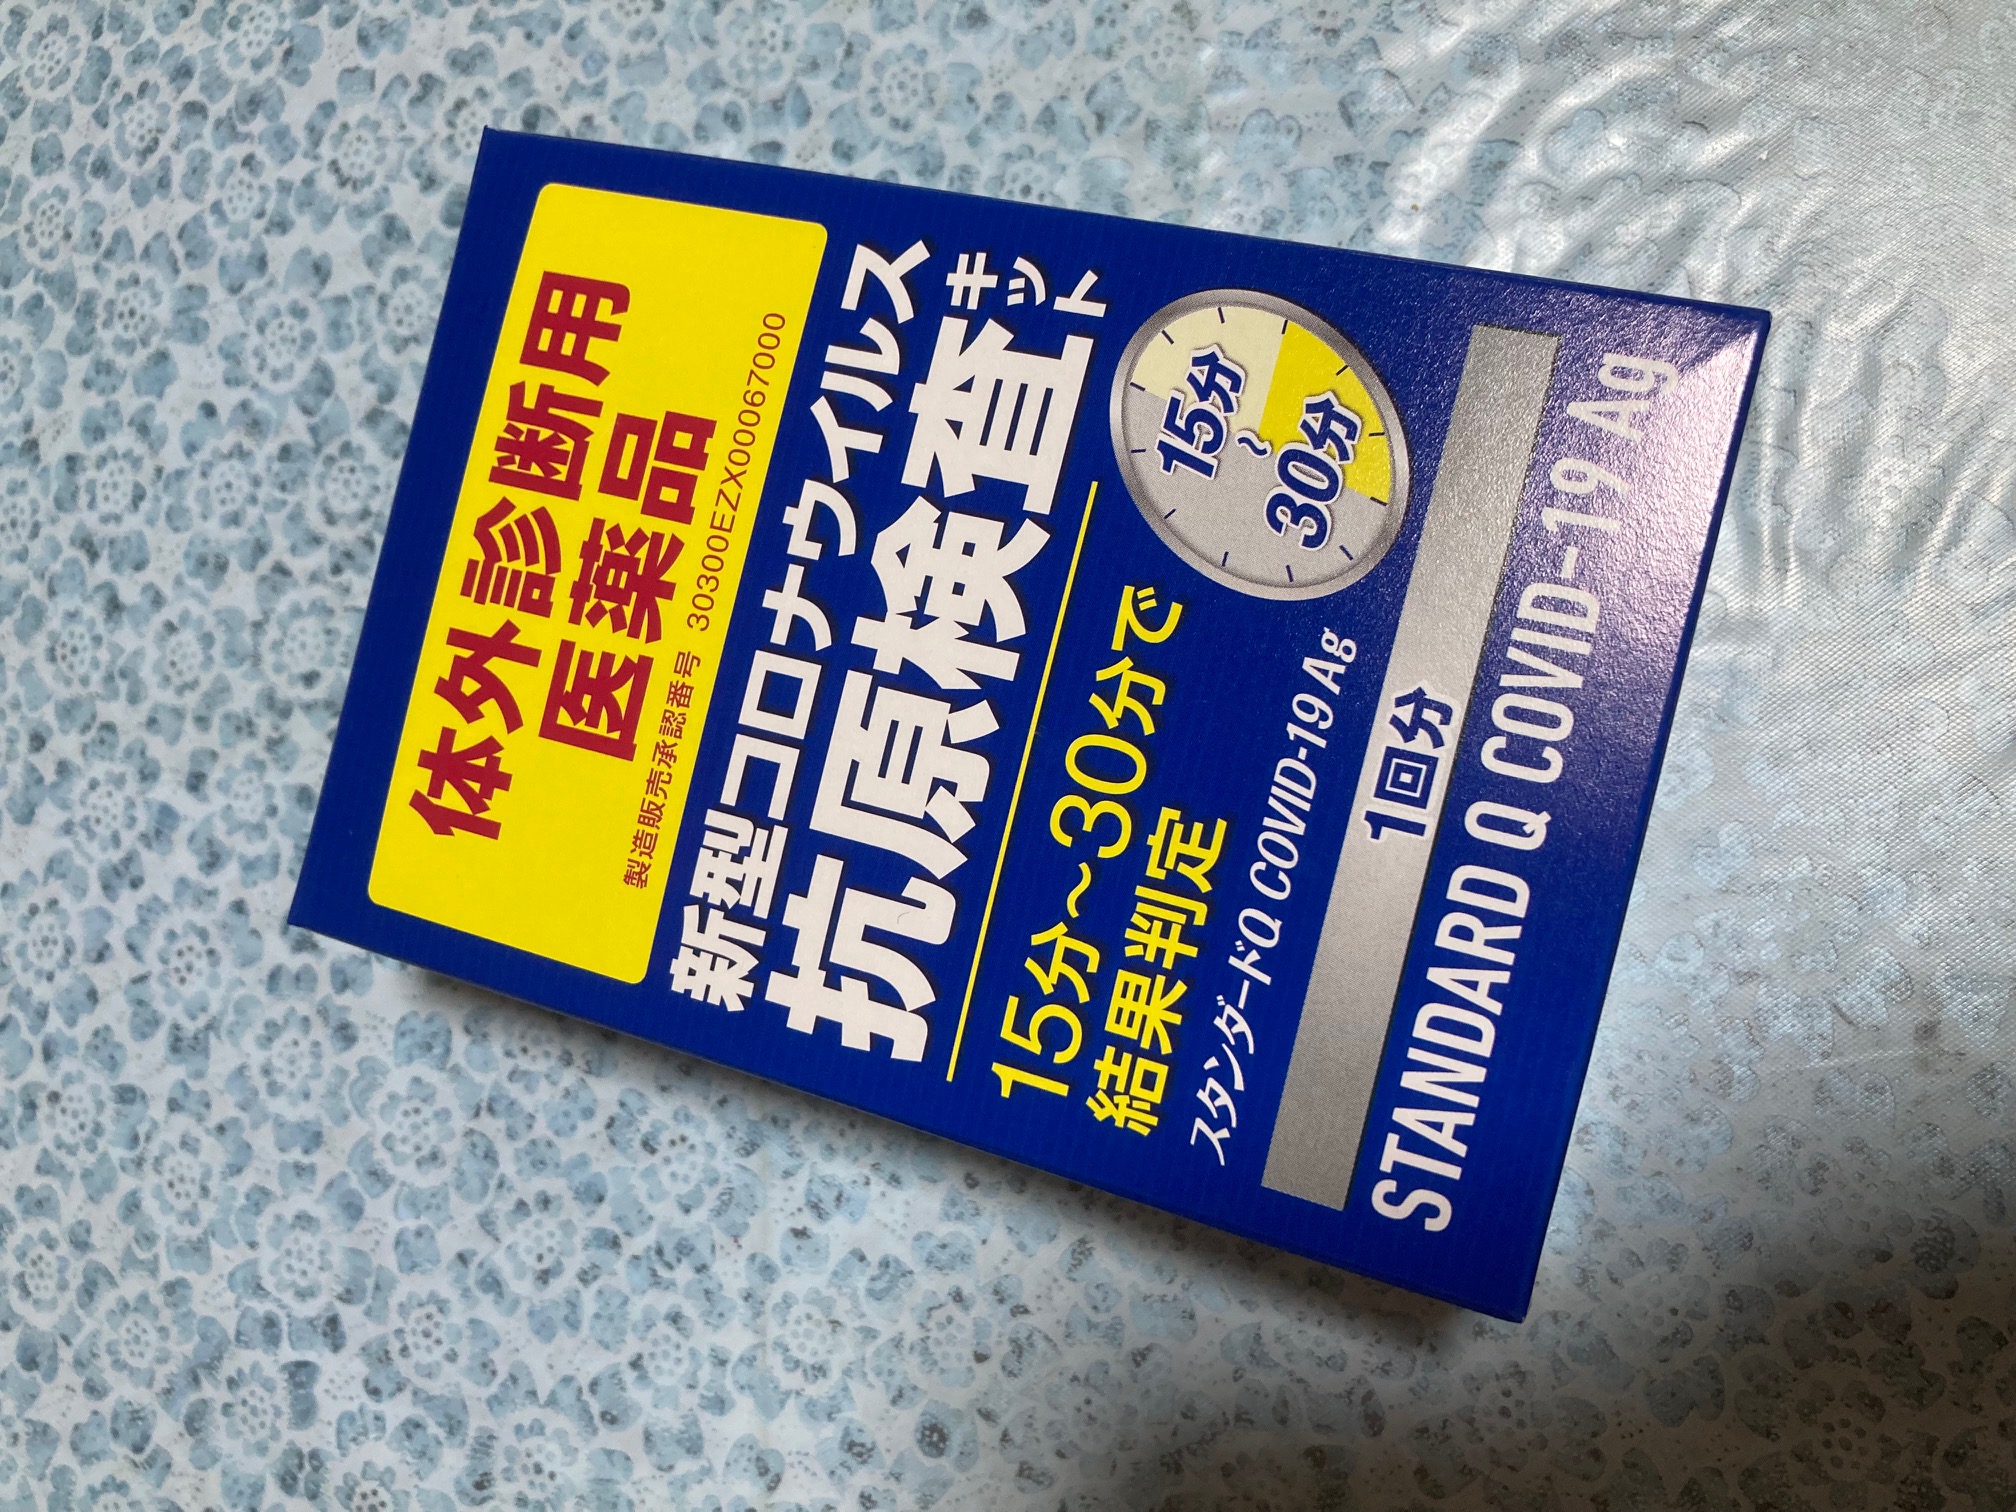 体外診断用
医薬品
製造販売承認番号 30300EZX00067000
新型コロナウイルス
抗原検査キット
15分~30分で
結果判定
15分
~
30分
スタンダードQ COVID-19 Ag
1回分
STANDARD Q COVID-19 Ag